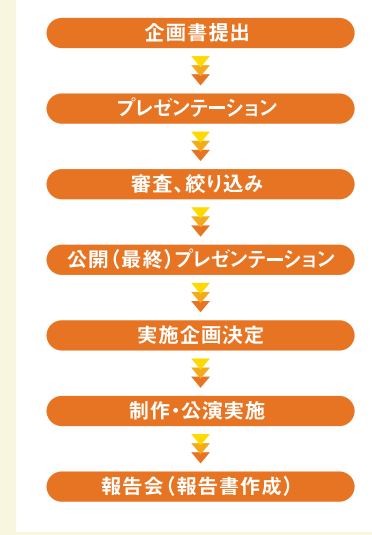 企画書提出
プレゼンテーション
審査、絞り込み
公開(最終)プレゼンテーション
実施企画決定
制作・公演実施
報告会(報告書作成)